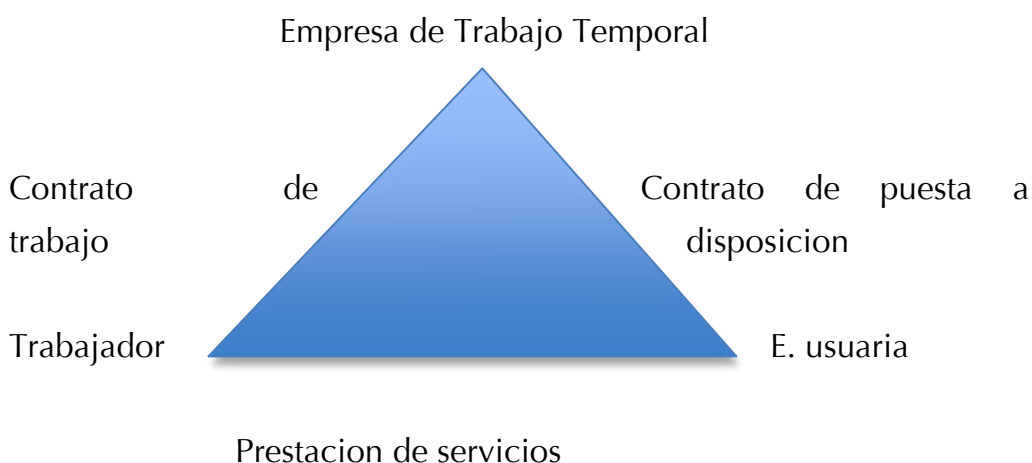 Empresa de Trabajo Temporal
Contrato de
trabajo
Contrato de puesta a
disposicion
Trabajador
E. usuaria
Prestacion de servicios